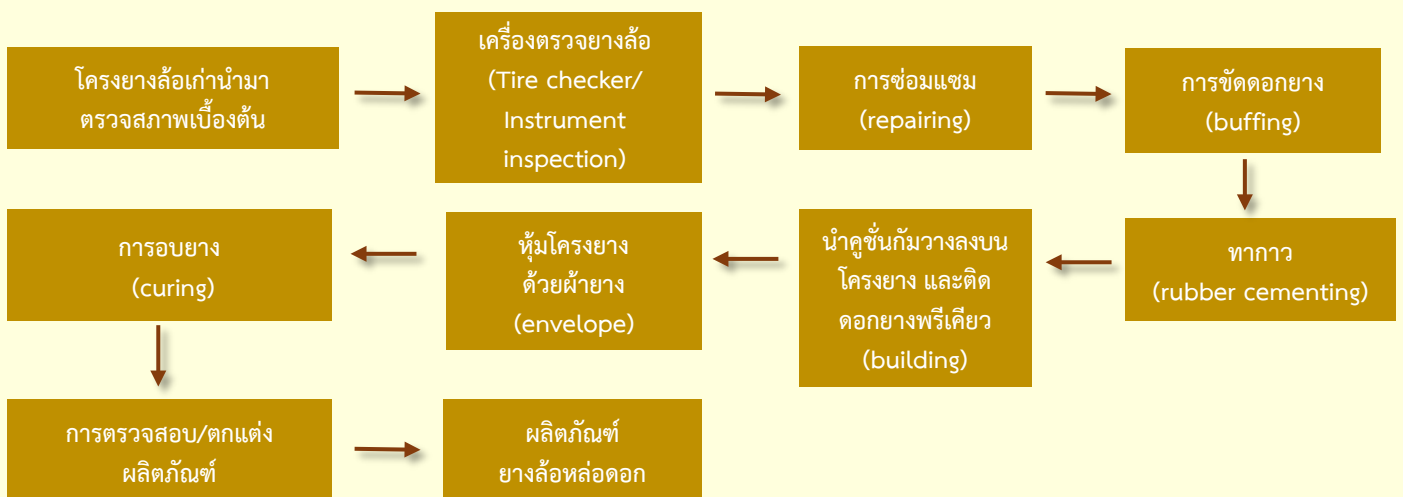 โครงยางล้อเก่านำมา
ตรวจสภาพเบื้องต้น
เครื่องตรวจยางล้อ
(Tire checker/
Instrument
inspection)
การซ่อมแซม
(repairing)
การขัดดอกยาง
(buffing)
ทากาว
(rubber cementing)
นำคูชั่นกัมวางลงบน
โครงยาง และติด
ดอกยางพรีเคียว
(building)
หุ้มโครงยาง
ด้วยผ้ายาง
(envelope)
การอบยาง
(curing)
การตรวจสอบ/ตกแต่ง
ผลิตภัณฑ์
ผลิตภัณฑ์
ยางล้อหล่อดอก